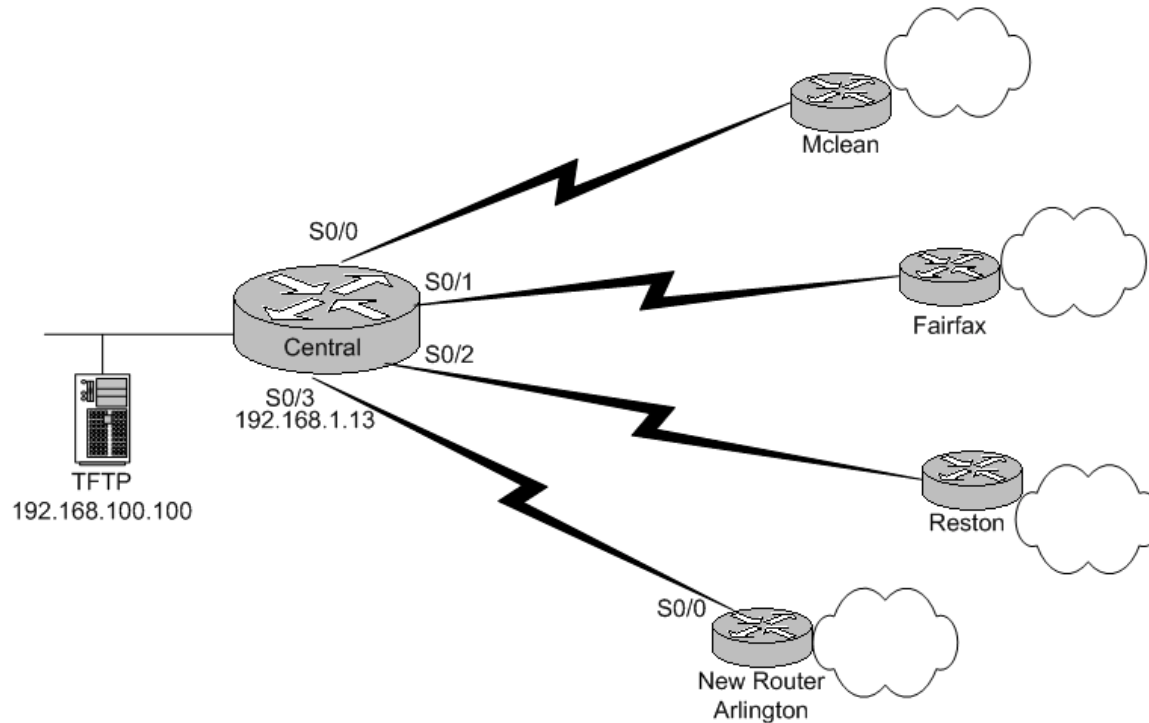 Mclean
S0/0
S0/1
Fairfax
Central
S0/2
S0/3
192.168.1.13
TFTP
192.168.100.100
Reston
S0/0
New Router
Arlington